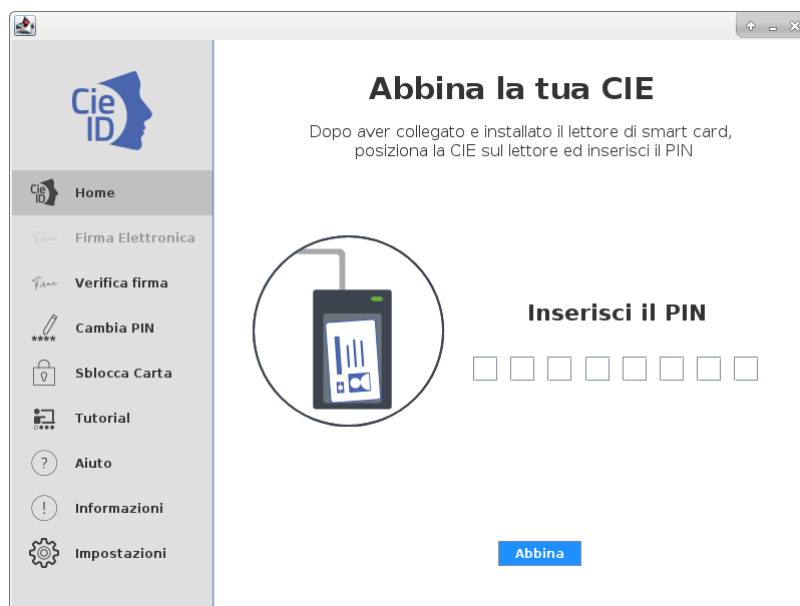 Cie
ID
Cie
ID
Home
Firma Elettronica
Verifica firma
****
Cambia PIN
Sblocca Carta
Tutorial
?
Aiuto
!
Informazioni
Impostazioni
Abbina la tua CIE
Dopo aver collegato e installato il lettore di smart card,
posiziona la CIE sul lettore ed inserisci il PIN
Inserisci il PIN
Abbina